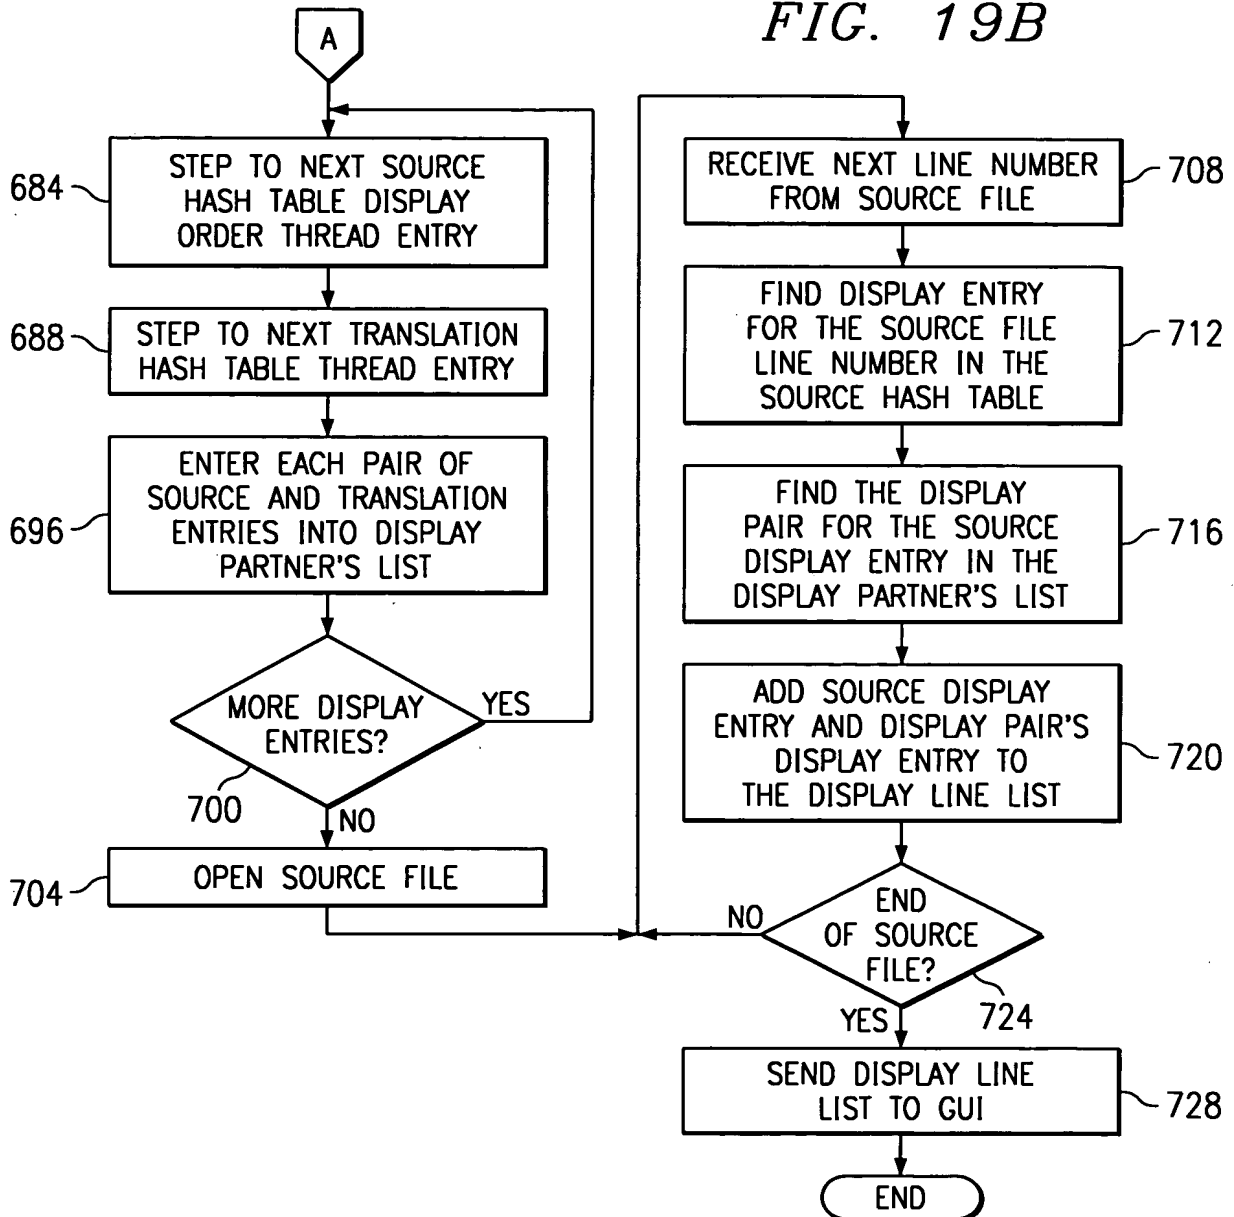 FIG. 19B
A
684
STEP TO NEXT SOURCE
HASH TABLE DISPLAY
ORDER THREAD ENTRY
688
STEP TO NEXT TRANSLATION
HASH TABLE THREAD ENTRY
696
ENTER EACH PAIR OF
SOURCE AND TRANSLATION
ENTRIES INTO DISPLAY
PARTNER'S LIST
MORE DISPLAY
ENTRIES?
YES
700
NO
704
OPEN SOURCE FILE
RECEIVE NEXT LINE NUMBER
FROM SOURCE FILE
708
FIND DISPLAY ENTRY
FOR THE SOURCE FILE
LINE NUMBER IN THE
SOURCE HASH TABLE
712
FIND THE DISPLAY
PAIR FOR THE SOURCE
DISPLAY ENTRY IN THE
DISPLAY PARTNER'S LIST
716
ADD SOURCE DISPLAY
ENTRY AND DISPLAY PAIR'S
DISPLAY ENTRY TO
THE DISPLAY LINE LIST
720
NO
END
OF SOURCE
FILE?
724
YES
SEND DISPLAY LINE
LIST TO GUI
728
END